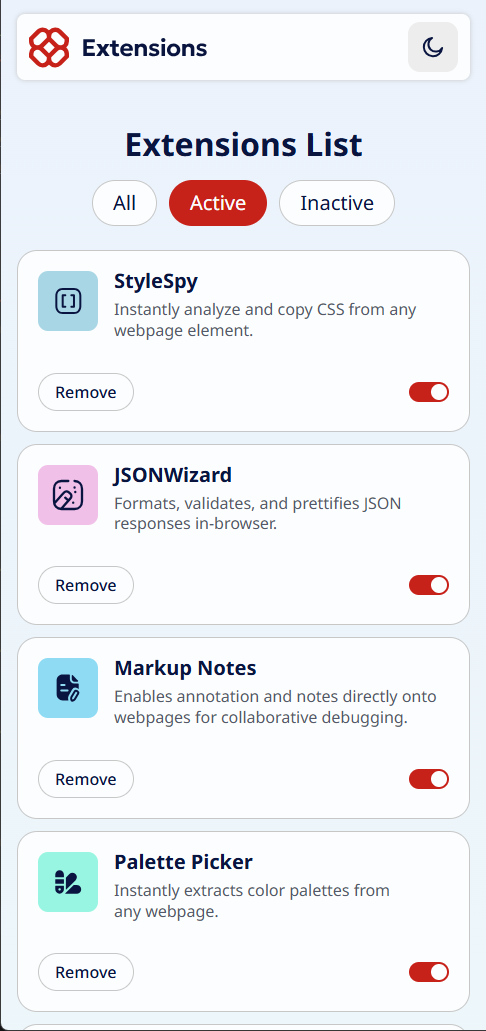 Extensions
Extensions List
All
Active
Inactive
StyleSpy
Instantly analyze and copy CSS from any
webpage element.
Remove
JSONWizard
Formats, validates, and prettifies JSON
responses in-browser.
Remove
Markup Notes
Enables annotation and notes directly onto
webpages for collaborative debugging.
Remove
Palette Picker
Instantly extracts color palettes from
any webpage.
Remove